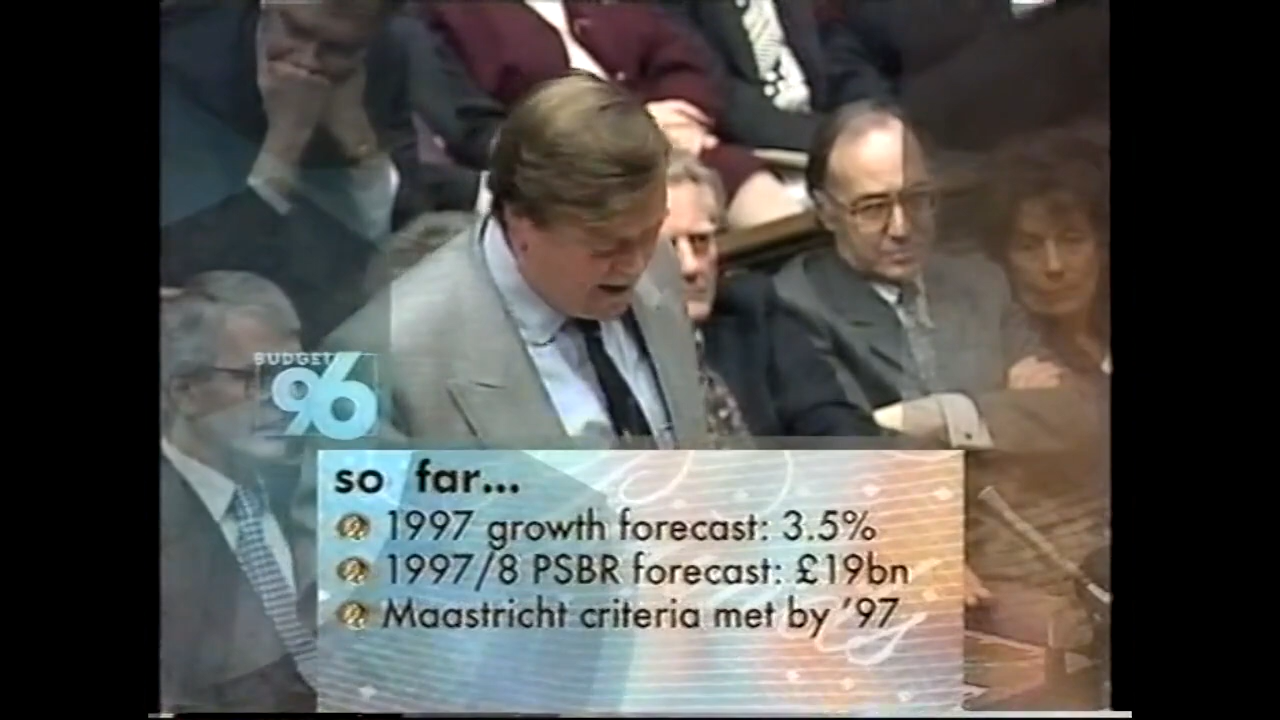 BUDGET
96
so far...
1997 growth forecast: 3.5%
1997/8 PSBR forecast: £19bn
Maastricht criteria met by '97